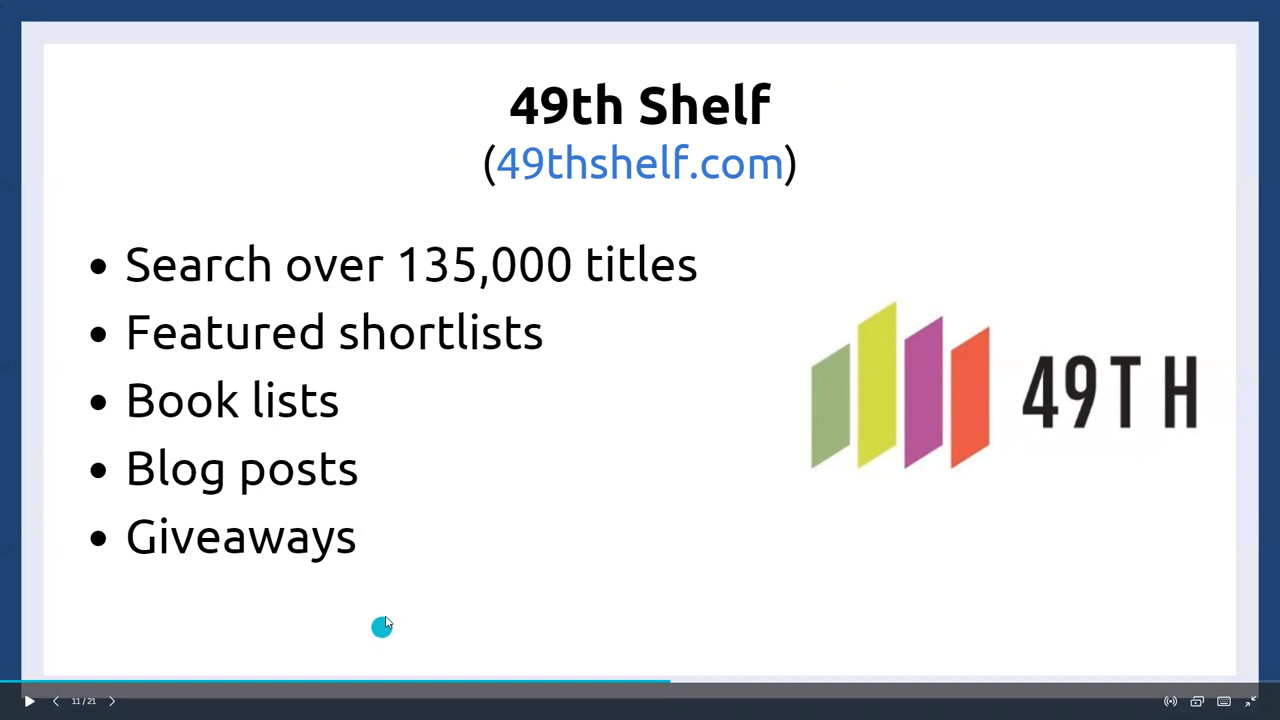 49th Shelf
(49thshelf.com)
• Search over 135,000 titles
• Featured shortlists
• Book lists
• Blog posts
• Giveaways
49TH
11 / 21